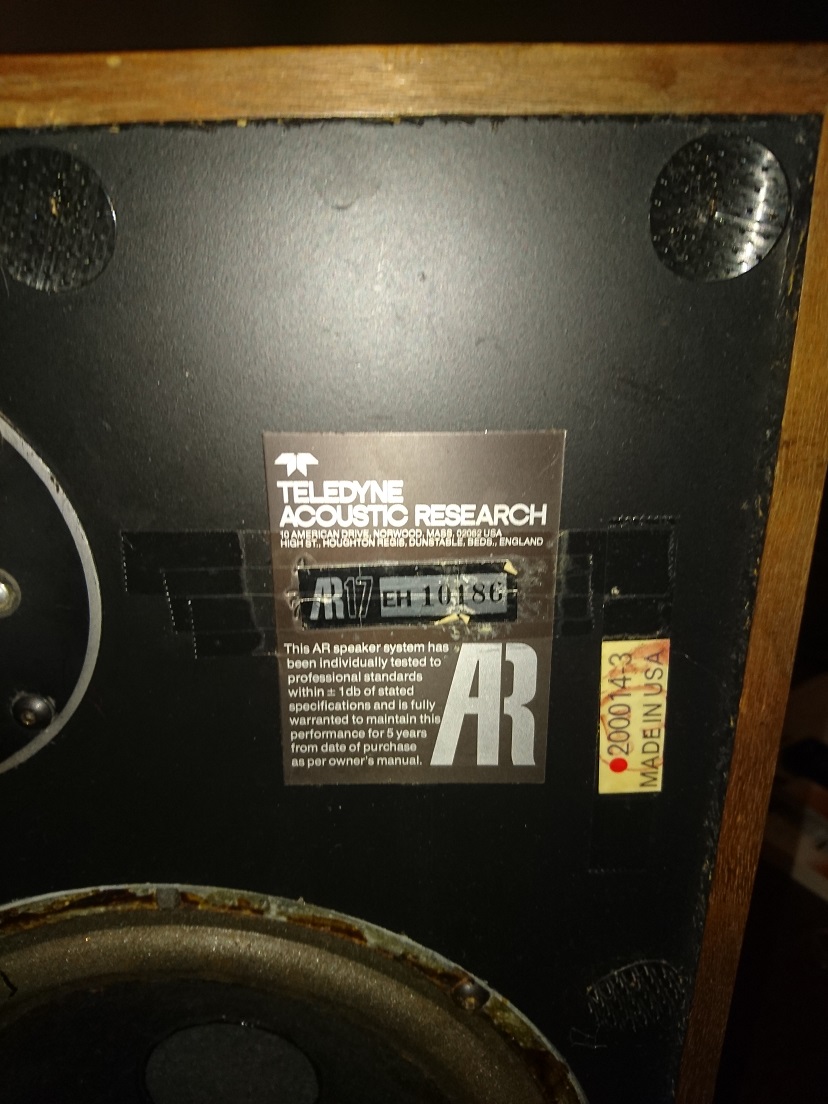 TELEDYNE
ACOUSTIC RESEARCH
10 AMERICAN DRIVE, NORWOOD, MASS. 02062 USA
HIGH ST., HOUGHTON REGIS, DUNSTABLE, BEDS., ENGLAND
AR17 EH 10186
This AR speaker system has
been individually tested to
professional standards
within ± 1db of stated
specifications and is fully
warranted to maintain this
performance for 5 years
from date of purchase
as per owner's manual.
AR
200014-3
MADE IN USA